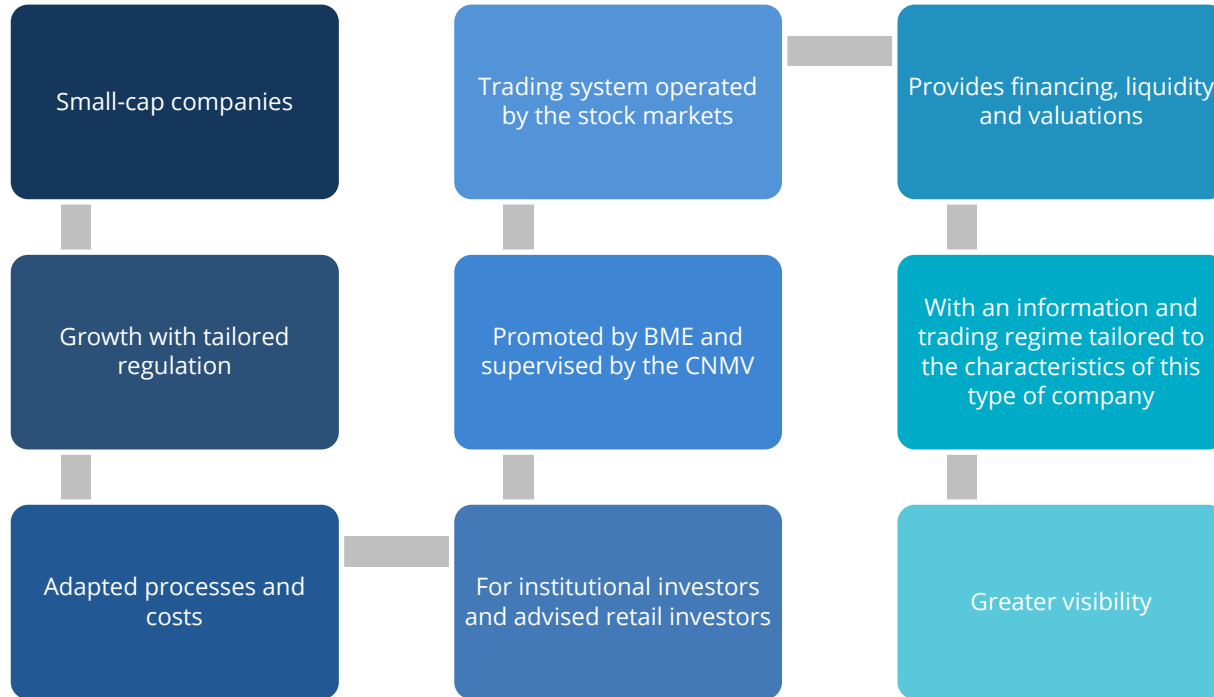 Small-cap companies
Growth with tailored
regulation
Adapted processes and
costs
For institutional investors
and advised retail investors
Promoted by BME and
supervised by the CNMV
Trading system operated
by the stock markets
Provides financing, liquidity
and valuations
With an information and
trading regime tailored to
the characteristics of this
type of company
Greater visibility